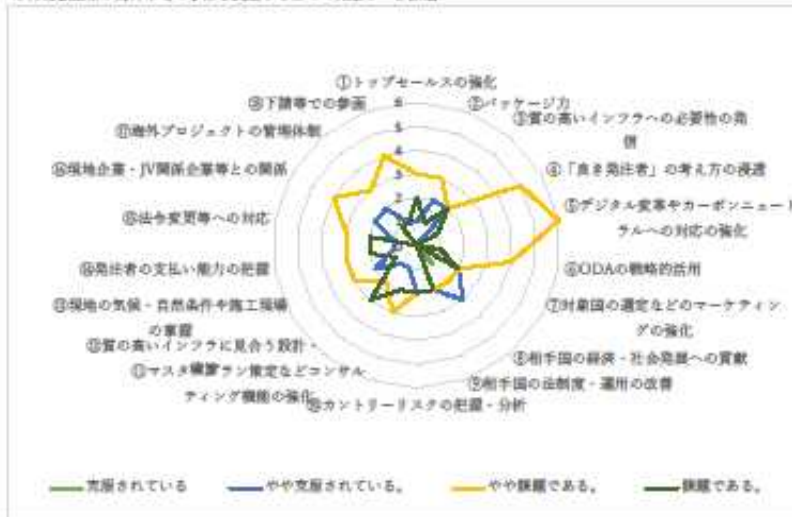 ①トップセールスの強化
②パッケージ力
③質の高いインフラへの必要性の発
信
④「良き発注者」の考え方の浸透
⑤デジタル変革やカーボンニュート
ラルへの対応の強化
⑥ODAの戦略的活用
⑦対象国の選定などのマーケティン
グの強化
⑧相手国の経済・社会発展への貢献
⑨相手国の法制度・運用の改善
⑩カントリーリスクの把握・分析
⑪マスタープラン策定などコンサル
ティング機能の強化
⑫質の高いインフラに見合う設計・
⑬現地の気候・自然条件や施工現場
の掌握
⑭発注者の支払い能力の把握
⑮法令変更等への対応
⑯現地企業・JV関係企業等との関係
⑰海外プロジェクトの管理体制
⑱下請等での参画
6
5
4
3
2
克服されている
やや克服されている。
やや課題である。
課題である。